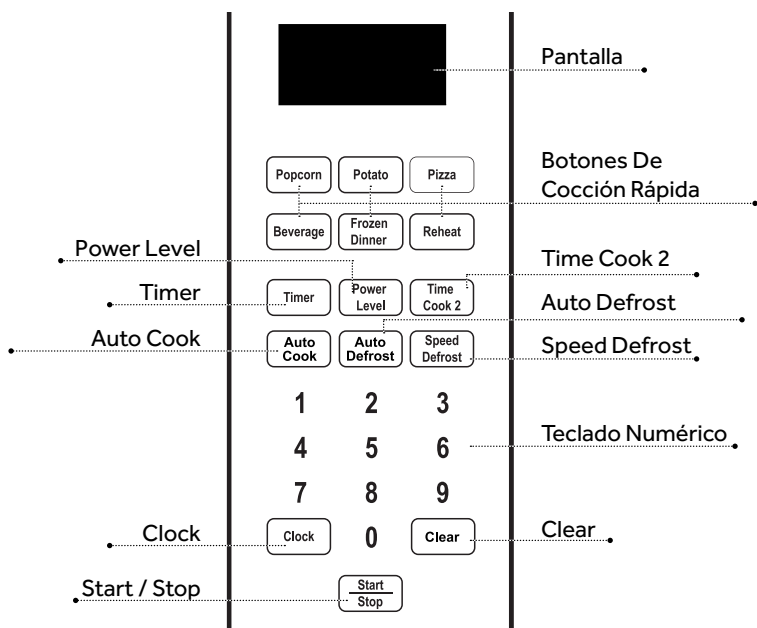 Pantalla
Popcorn
Potato
Pizza
Botones De
Cocción Rápida
Beverage
Frozen
Dinner
Reheat
Power Level
Time Cook 2
Timer
Timer
Power
Level
Time
Cook 2
Auto Defrost
Auto Cook
Auto
Cook
Auto
Defrost
Speed
Defrost
Speed Defrost
1 2 3
4 5 6
Teclado Numérico
7 8 9
Clock
Clock
0
Clear
Clear
Start / Stop
Start
Stop